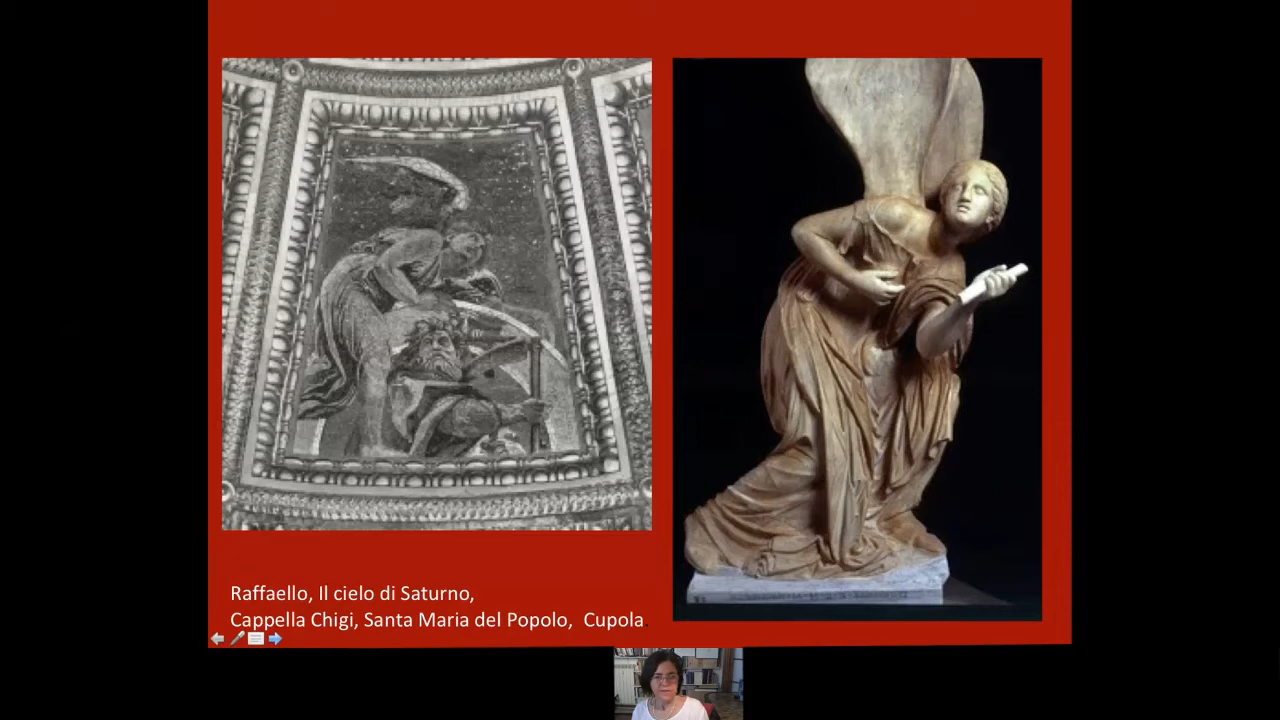 Raffaello, Il cielo di Saturno,
Cappella Chigi, Santa Maria del Popolo, Cupola.